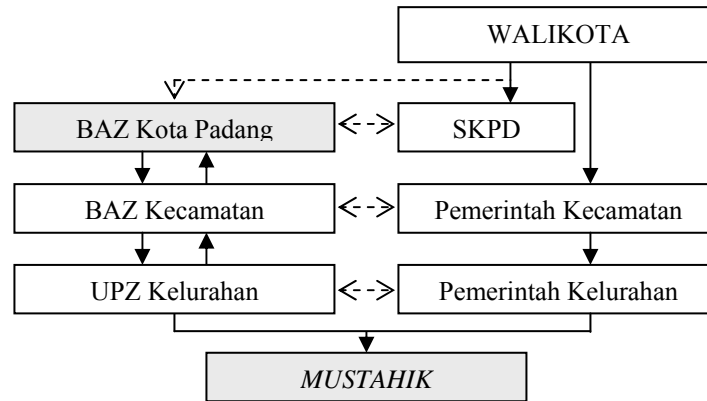 WALIKOTA
BAZ Kota Padang
SKPD
BAZ Kecamatan
Pemerintah Kecamatan
UPZ Kelurahan
Pemerintah Kelurahan
MUSTAHIK